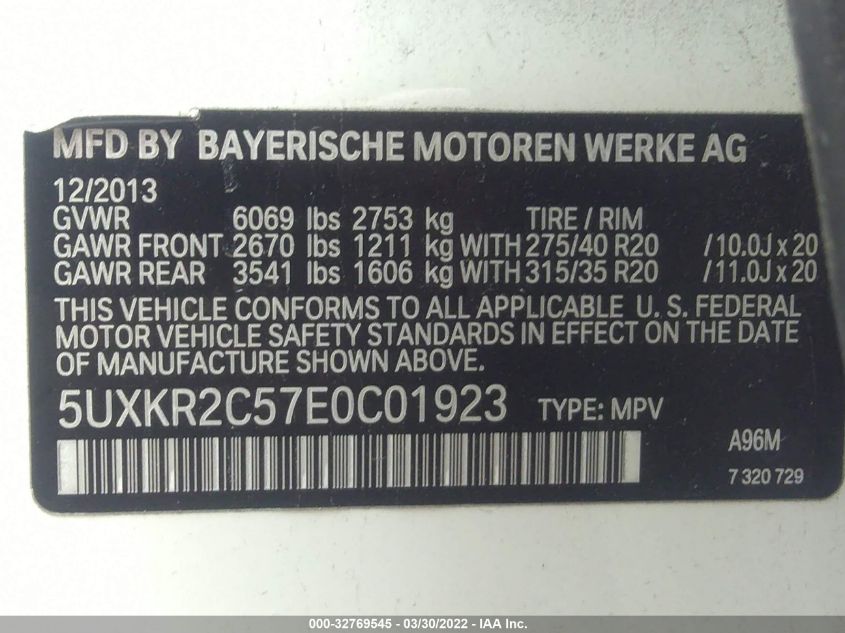 MFD BY BAYERISCHE MOTOREN WERKE AG
12/2013
GVWR 6069 lbs 2753 kg TIRE / RIM
GAWR FRONT 2670 lbs 1211 kg WITH 275/40 R20 /10.0J x 20
GAWR REAR 3541 lbs 1606 kg WITH 315/35 R20 /11.0J x 20
THIS VEHICLE CONFORMS TO ALL APPLICABLE U. S. FEDERAL
MOTOR VEHICLE SAFETY STANDARDS IN EFFECT ON THE DATE
OF MANUFACTURE SHOWN ABOVE.
5UXKR2C57E0C01923 TYPE: MPV
A96M
7 320 729
000-32769545 - 03/30/2022 - IAA Inc.